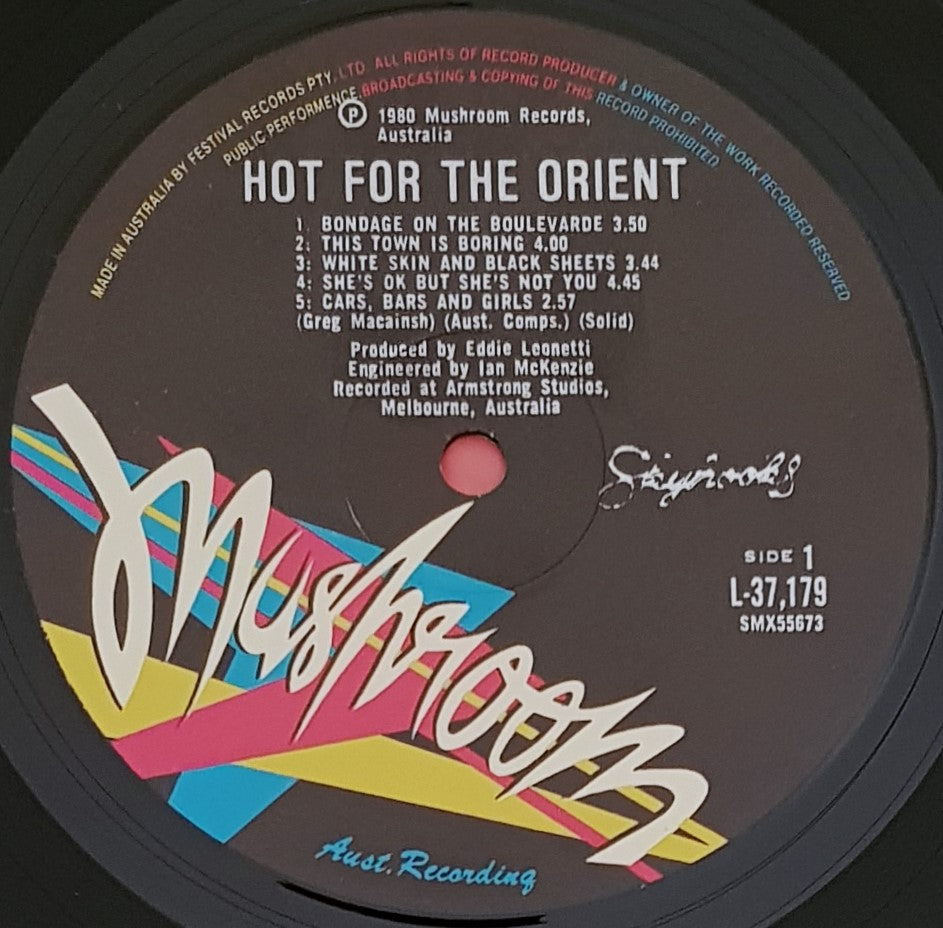 MADE IN AUSTRALIA BY FESTIVAL RECORDS PTY. LTD. ALL RIGHTS OF RECORD PRODUCER & OWNER OF THE WORK RECORDED RESERVED
PUBLIC PERFORMENCE. BROADCASTING & COPYING OF THIS RECORD PROHIBITED
Ⓟ 1980 Mushroom Records,
Australia
HOT FOR THE ORIENT
1. BONDAGE ON THE BOULEVARDE 3.50
2: THIS TOWN IS BORING 4.00
3: WHITE SKIN AND BLACK SHEETS 3.44
4: SHE'S OK BUT SHE'S NOT YOU 4.45
5: CARS, BARS AND GIRLS 2.57
(Greg Macainsh) (Aust. Comps.) (Solid)
Produced by Eddie Leonetti
Engineered by Ian McKenzie
Recorded at Armstrong Studios,
Melbourne, Australia
Skyhooks
SIDE 1
L-37,179
SMX55673
Mushroom
Aust. Recording